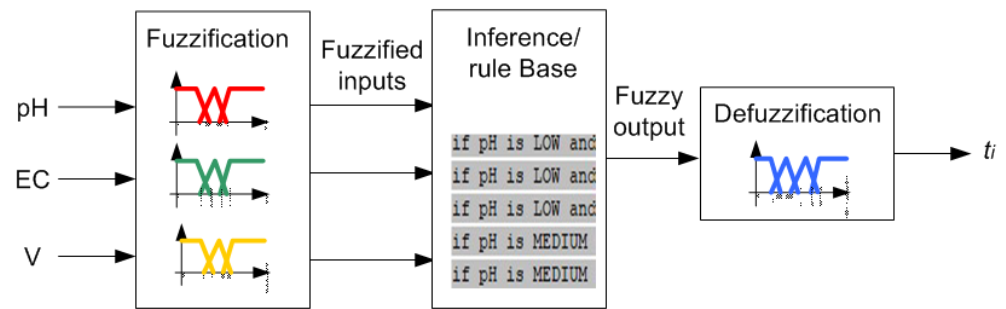 Fuzzification
Fuzzified
inputs
Inference/
rule Base
Fuzzy
output
Defuzzification
pH
EC
V
if pH is LOW and
if pH is LOW and
if pH is LOW and
if pH is MEDIUM
if pH is MEDIUM
ti